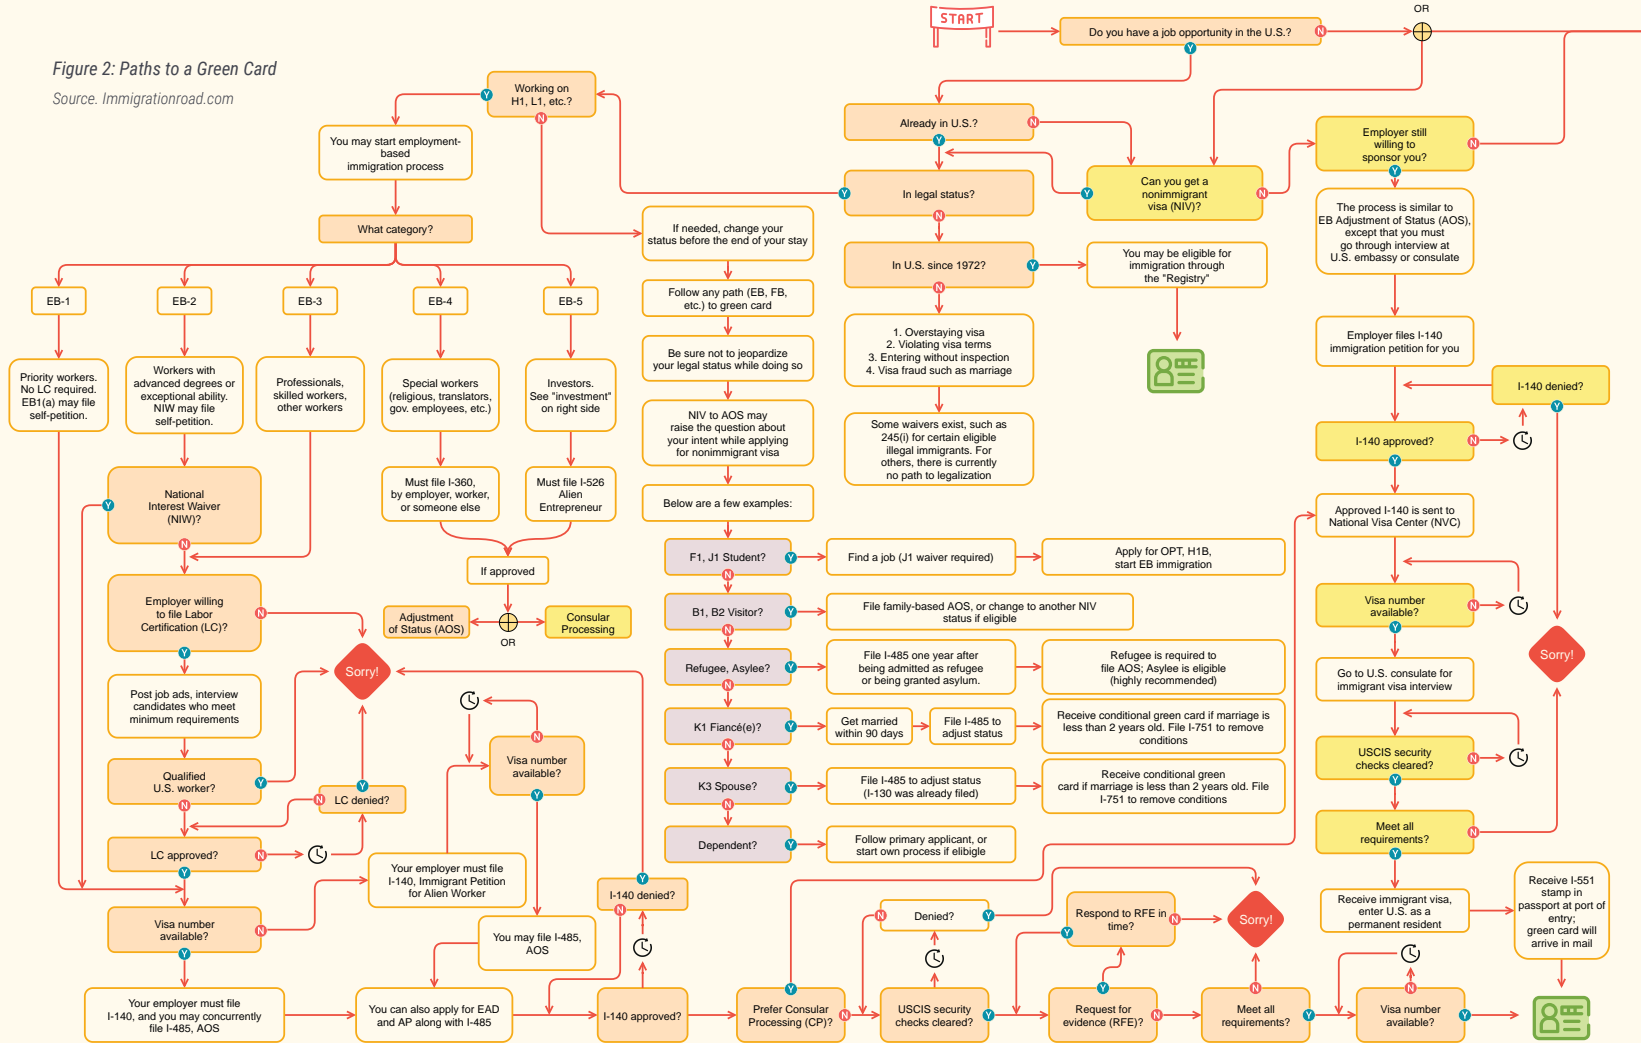 START
OR
Do you have a job opportunity in the U.S.?
N
Y
Figure 2: Paths to a Green Card
Source. Immigrationroad.com
Working on
H1, L1, etc.?
Y
N
Already in U.S.?
N
Y
Employer still
willing to
sponsor you?
N
Y
You may start employment-
based
immigration process
In legal status?
Y
N
Can you get a
nonimmigrant
visa (NIV)?
Y
N
What category?
If needed, change your
status before the end of your stay
In U.S. since 1972?
Y
N
You may be eligible for
immigration through
the "Registry"
The process is similar to
EB Adjustment of Status (AOS),
except that you must
go through interview at
U.S. embassy or consulate
EB-1
EB-2
EB-3
EB-4
EB-5
Follow any path (EB, FB,
etc.) to green card
1. Overstaying visa
2. Violating visa terms
3. Entering without inspection
4. Visa fraud such as marriage
Employer files I-140
immigration petition for you
Priority workers.
No LC required.
EB1(a) may file
self-petition.
Workers with
advanced degrees or
exceptional ability.
NIW may file
self-petition.
Professionals,
skilled workers,
other workers
Special workers
(religious, translators,
gov. employees, etc.)
Investors.
See "investment"
on right side
Be sure not to jeopardize
your legal status while doing so
I-140 denied?
Y
NIV to AOS may
raise the question about
your intent while applying
for nonimmigrant visa
Some waivers exist, such as
245(i) for certain eligible
illegal immigrants. For
others, there is currently
no path to legalization
I-140 approved?
N
Y
National
Interest Waiver
(NIW)?
Y
N
Must file I-360,
by employer, worker,
or someone else
Must file I-526
Alien
Entrepreneur
Below are a few examples:
Approved I-140 is sent to
National Visa Center (NVC)
If approved
F1, J1 Student?
Y
N
Find a job (J1 waiver required)
Apply for OPT, H1B,
start EB immigration
Employer willing
to file Labor
Certification (LC)?
N
Y
Adjustment
of Status (AOS)
OR
Consular
Processing
B1, B2 Visitor?
Y
N
File family-based AOS, or change to another NIV
status if eligible
Visa number
available?
N
Y
Sorry!
Refugee, Asylee?
Y
N
File I-485 one year after
being admitted as refugee
or being granted asylum.
Refugee is required to
file AOS; Asylee is eligible
(highly recommended)
Go to U.S. consulate for
immigrant visa interview
Sorry!
Post job ads, interview
candidates who meet
minimum requirements
K1 Fiancé(e)?
Y
N
Get married
within 90 days
File I-485 to
adjust status
Receive conditional green card if marriage is
less than 2 years old. File I-751 to remove
conditions
USCIS security
checks cleared?
N
Y
Qualified
U.S. worker?
Y
N
N
Visa number
available?
Y
K3 Spouse?
Y
N
File I-485 to adjust status
(I-130 was already filed)
Receive conditional green
card if marriage is less than 2 years old. File
I-751 to remove conditions
Y
N
LC denied?
Meet all
requirements?
N
Y
LC approved?
N
Y
Dependent?
Y
Follow primary applicant, or
start own process if elibigle
Your employer must file
I-140, Immigrant Petition
for Alien Worker
Y
I-140 denied?
N
Receive immigrant visa,
enter U.S. as a
permanent resident
Receive I-551
stamp in
passport at port of
entry;
green card will
arrive in mail
Visa number
available?
N
Y
You may file I-485,
AOS
N
Denied?
Y
Respond to RFE in
time?
N
Y
Sorry!
Your employer must file
I-140, and you may concurrently
file I-485, AOS
You can also apply for EAD
and AP along with I-485
I-140 approved?
Y
Prefer Consular
Processing (CP)?
N
USCIS security
checks cleared?
Y
Y
Request for
evidence (RFE)?
N
N
Meet all
requirements?
Y
N
Visa number
available?
Y